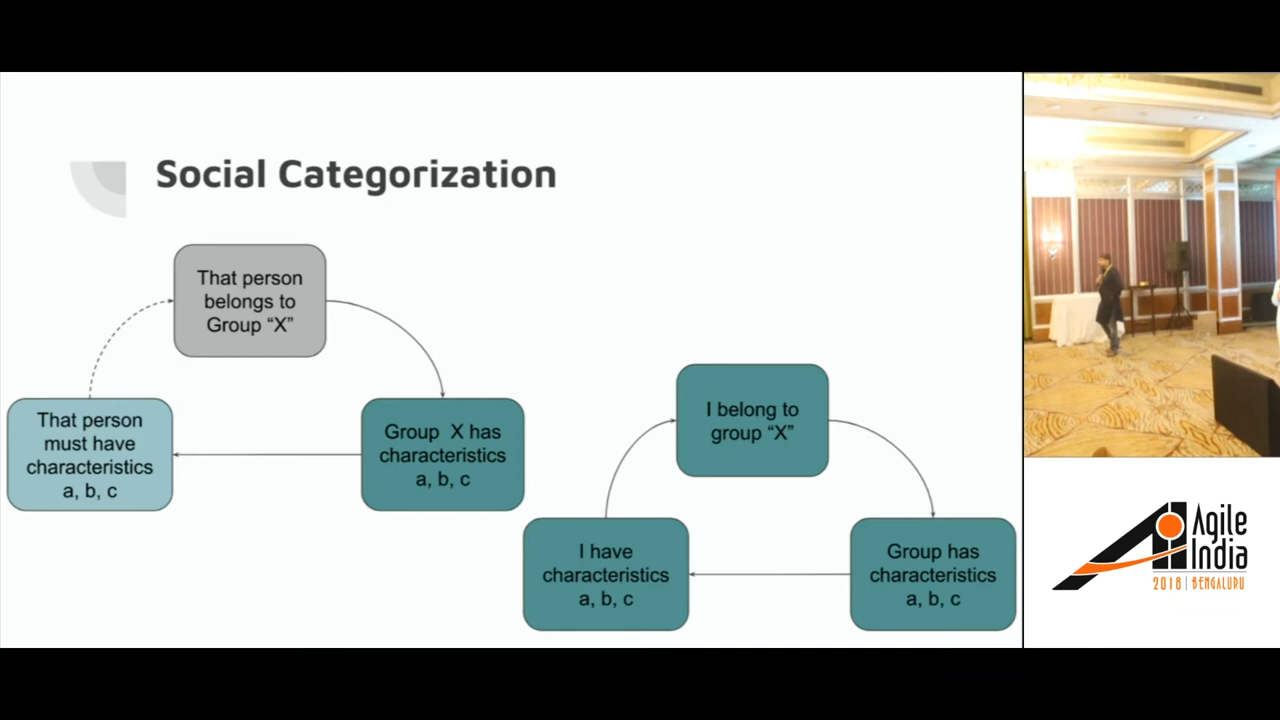 Social Categorization
That person
belongs to
Group “X”
That person
must have
characteristics
a, b, c
Group X has
characteristics
a, b, c
I belong to
group “X”
I have
characteristics
a, b, c
Group has
characteristics
a, b, c
Agile
India
2018 | BENGALURU